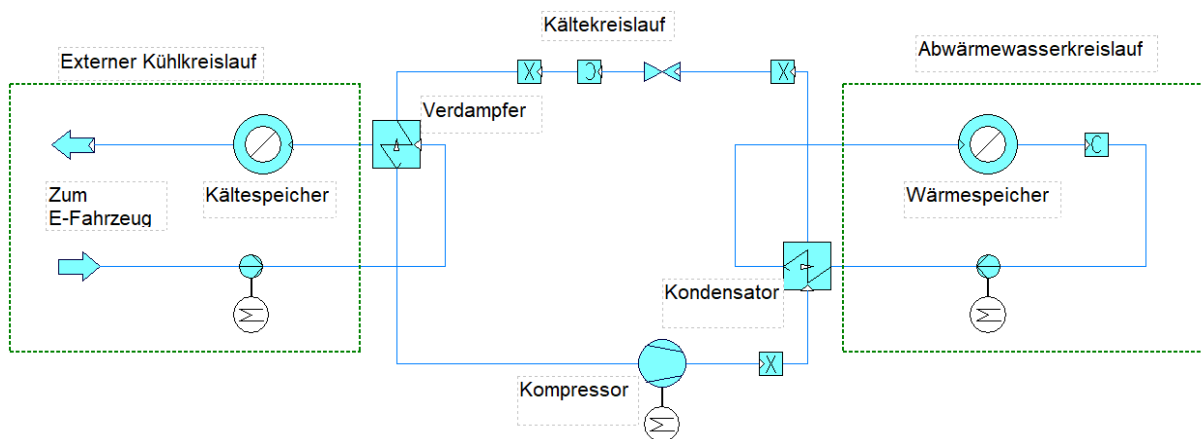 Kältekreislauf
Externer Kühlkreislauf
Abwärmewasserkreislauf
Verdampfer
X
X
C
Zum
E-Fahrzeug
Kältespeicher
Wärmespeicher
C
Kondensator
Kompressor
X
M
M
M